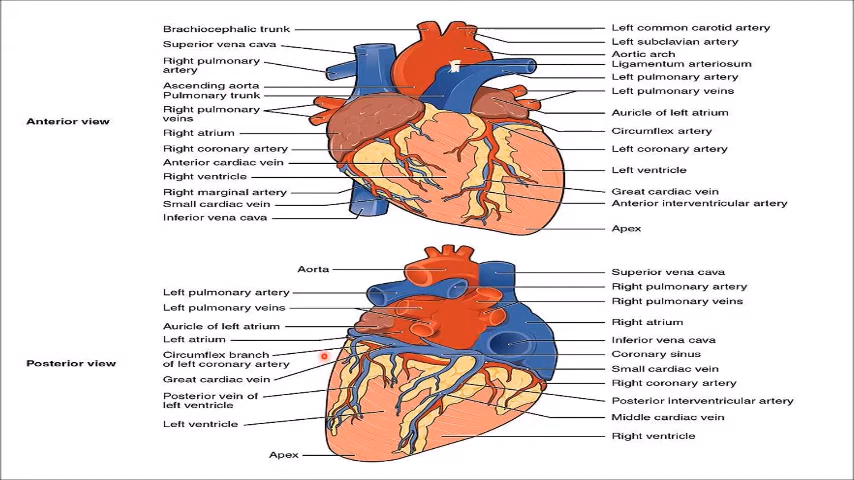 Brachiocephalic trunk
Superior vena cava
Right pulmonary
artery
Ascending aorta
Pulmonary trunk
Right pulmonary
veins
Anterior view
Right atrium
Right coronary artery
Anterior cardiac vein
Right ventricle
Right marginal artery
Small cardiac vein
Inferior vena cava
Left common carotid artery
Left subclavian artery
Aortic arch
Ligamentum arteriosum
Left pulmonary artery
Left pulmonary veins
Auricle of left atrium
Circumflex artery
Left coronary artery
Left ventricle
Great cardiac vein
Anterior interventricular artery
Apex
Aorta
Left pulmonary artery
Left pulmonary veins
Auricle of left atrium
Left atrium
Circumflex branch
of left coronary artery
Posterior view
Great cardiac vein
Posterior vein of
left ventricle
Left ventricle
Apex
Superior vena cava
Right pulmonary artery
Right pulmonary veins
Right atrium
Inferior vena cava
Coronary sinus
Small cardiac vein
Right coronary artery
Posterior interventricular artery
Middle cardiac vein
Right ventricle